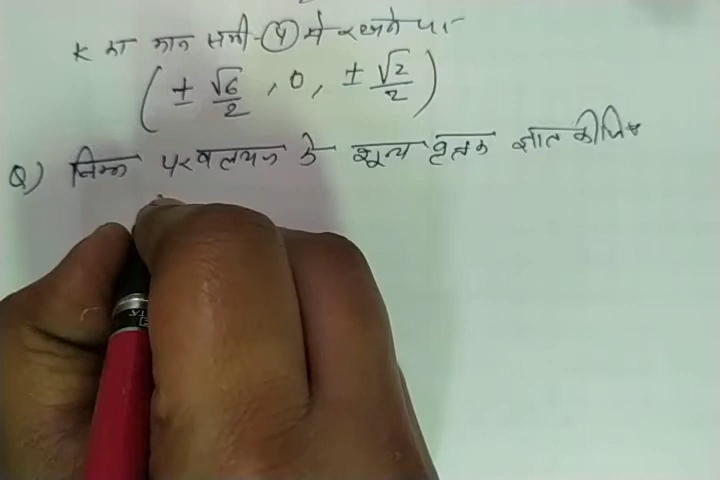 K का मान समी (4) मे रखने पर
(± √6/2 , 0, ± √2/2)
Q) निम्न परवलयज के शून्य वृतक ज्ञात कीजिए